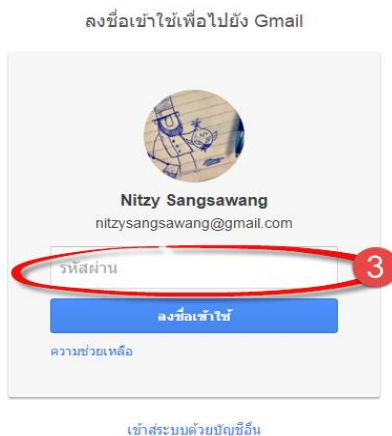 ลงชื่อเข้าใช้เพื่อไปยัง Gmail
Nitzy Sangsawang
nitzysangsawang@gmail.com
รหัสผ่าน
3
ลงชื่อเข้าใช้
ความช่วยเหลือ
เข้าสู่ระบบด้วยบัญชีอื่น